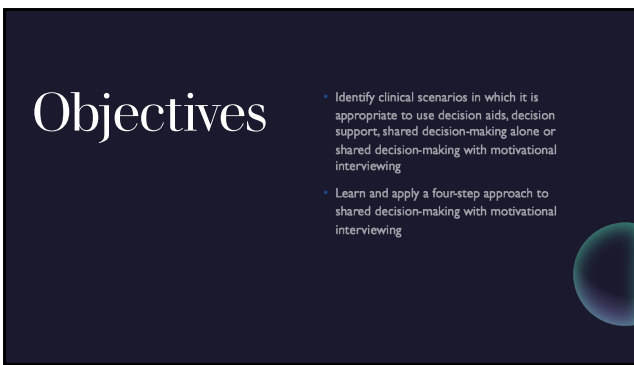 Objectives
• Identify clinical scenarios in which it is
appropriate to use decision aids, decision
support, shared decision-making alone or
shared decision-making with motivational
interviewing
• Learn and apply a four-step approach to
shared decision-making with motivational
interviewing